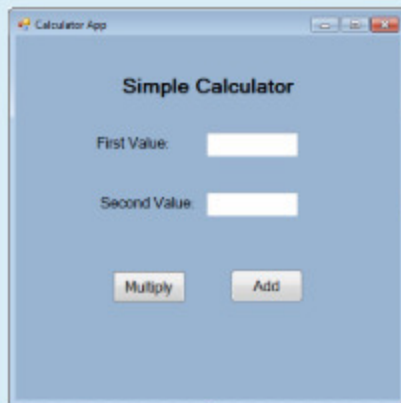 Calculator App
Simple Calculator
First Value:
Second Value:
Multiply Add